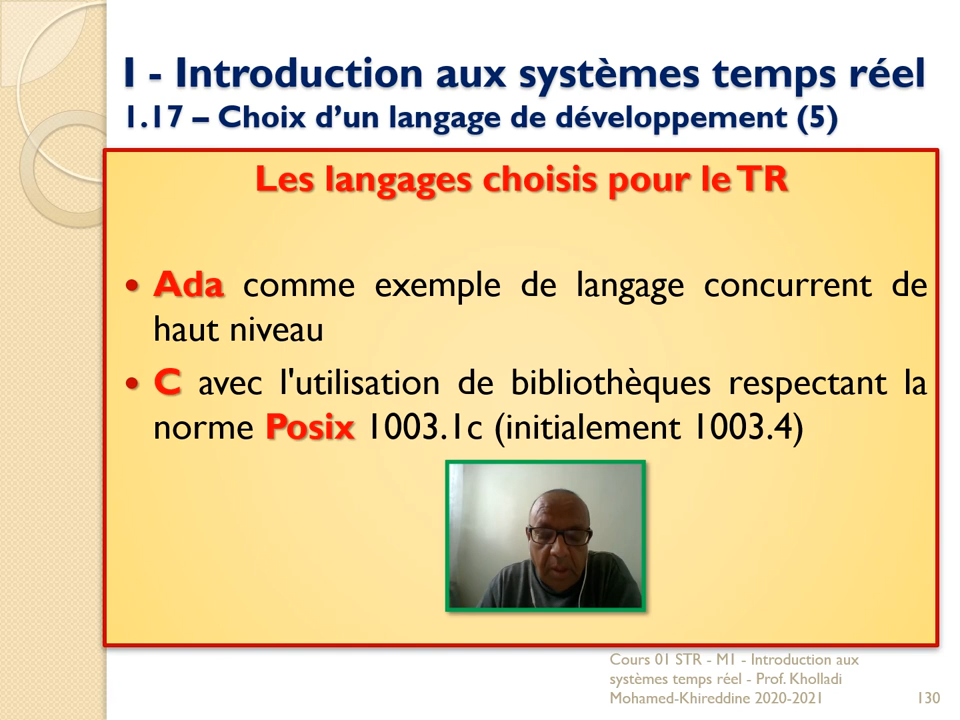 I - Introduction aux systèmes temps réel
1.17 – Choix d’un langage de développement (5)
Les langages choisis pour le TR
• Ada comme exemple de langage concurrent de
haut niveau
• C avec l'utilisation de bibliothèques respectant la
norme Posix 1003.1c (initialement 1003.4)
Cours 01 STR - M1 - Introduction aux
systèmes temps réel - Prof. Kholladi
Mohamed-Khireddine 2020-2021
130